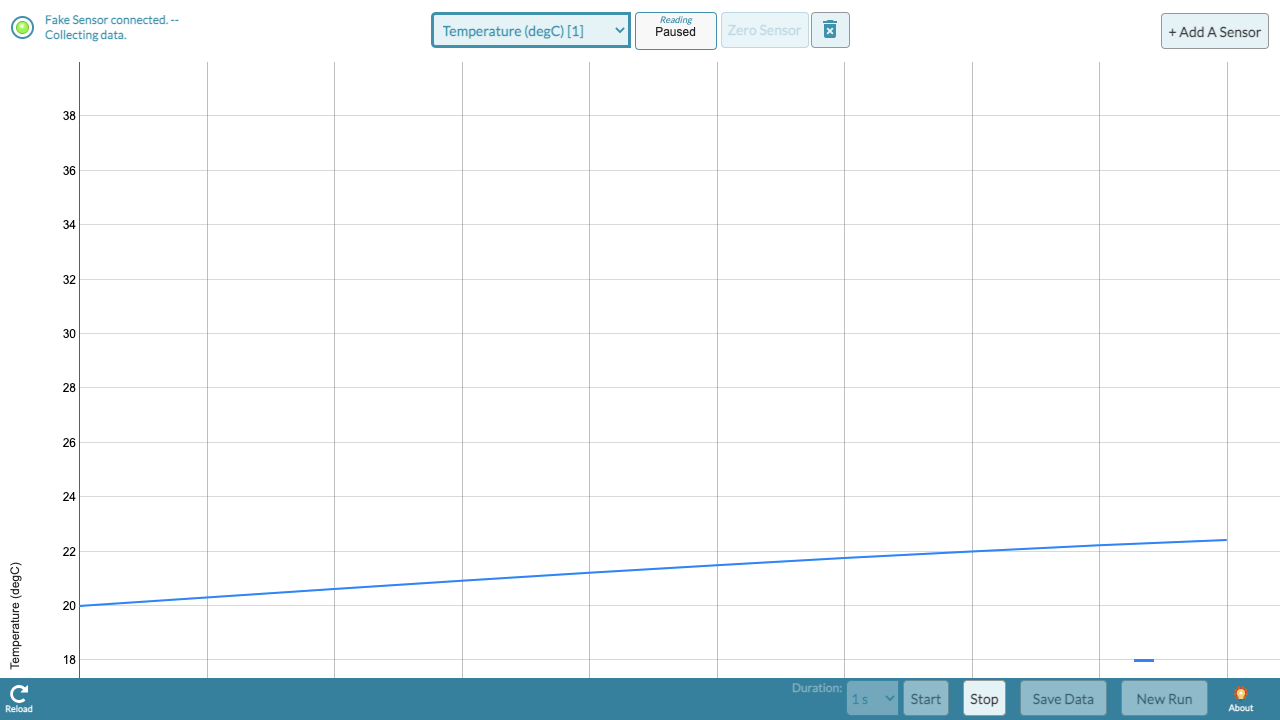 Fake Sensor connected. --
Collecting data.
Temperature (degC) [1]
Reading
Paused
Zero Sensor
+ Add A Sensor
38
36
34
32
30
28
26
24
22
20
18
Temperature (degC)
Reload
Duration:
1 s
Start
Stop
Save Data
New Run
About